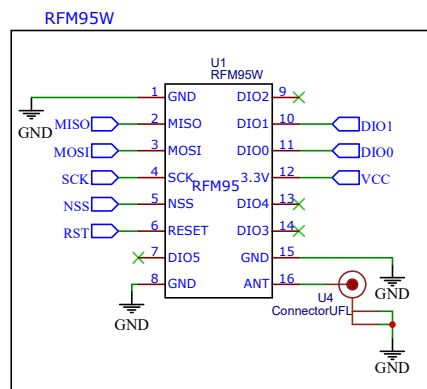 RFM95W
U1
RFM95W
1 GND DIO2 9
MISO 2 MISO DIO1 10 DIO1
MOSI 3 MOSI DIO0 11 DIO0
SCK 4 SCK 3.3V 12 VCC
RFM95
NSS 5 NSS DIO4 13
RST 6 RESET DIO3 14
7 DIO5 GND 15
8 GND ANT 16
GND
GND
GND
U4
ConnectorUFL
GND